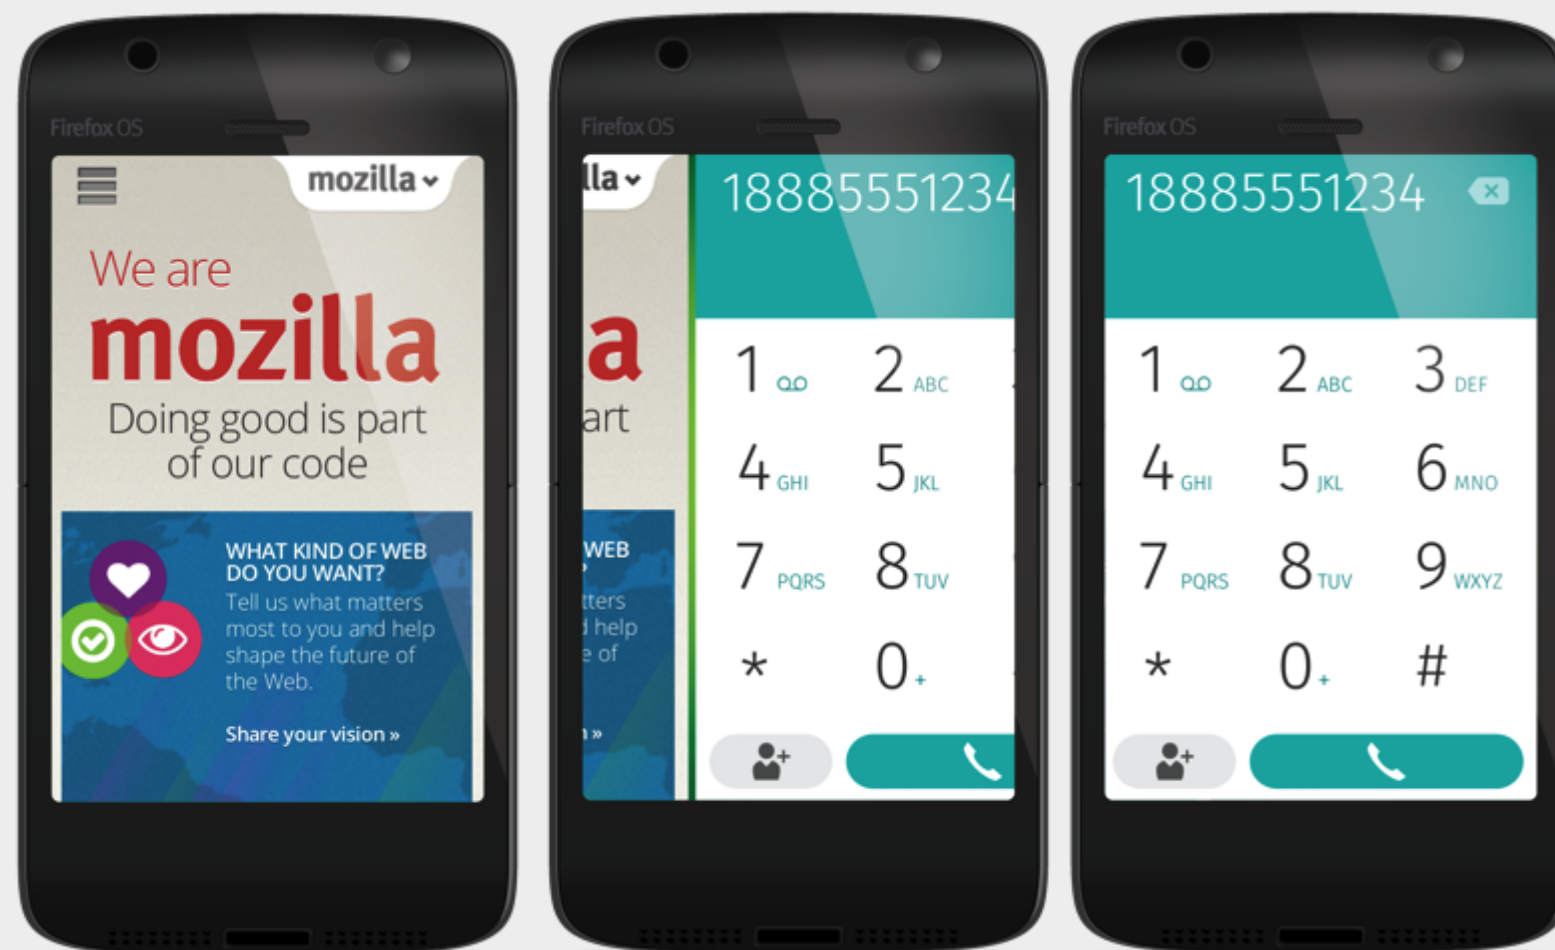 Firefox OS
mozilla
We are
mozilla
Doing good is part
of our code
WHAT KIND OF WEB
DO YOU WANT?
Tell us what matters
most to you and help
shape the future of
the Web.
Share your vision »
Firefox OS
lla
18885551234
a
art
1
2 ABC
4 GHI
5 JKL
WEB
?
tters
help
e of
7 PQRS
8 TUV
*
0 +
»
Firefox OS
18885551234
1
2 ABC
3 DEF
4 GHI
5 JKL
6 MNO
7 PQRS
8 TUV
9 WXYZ
*
0 +
#